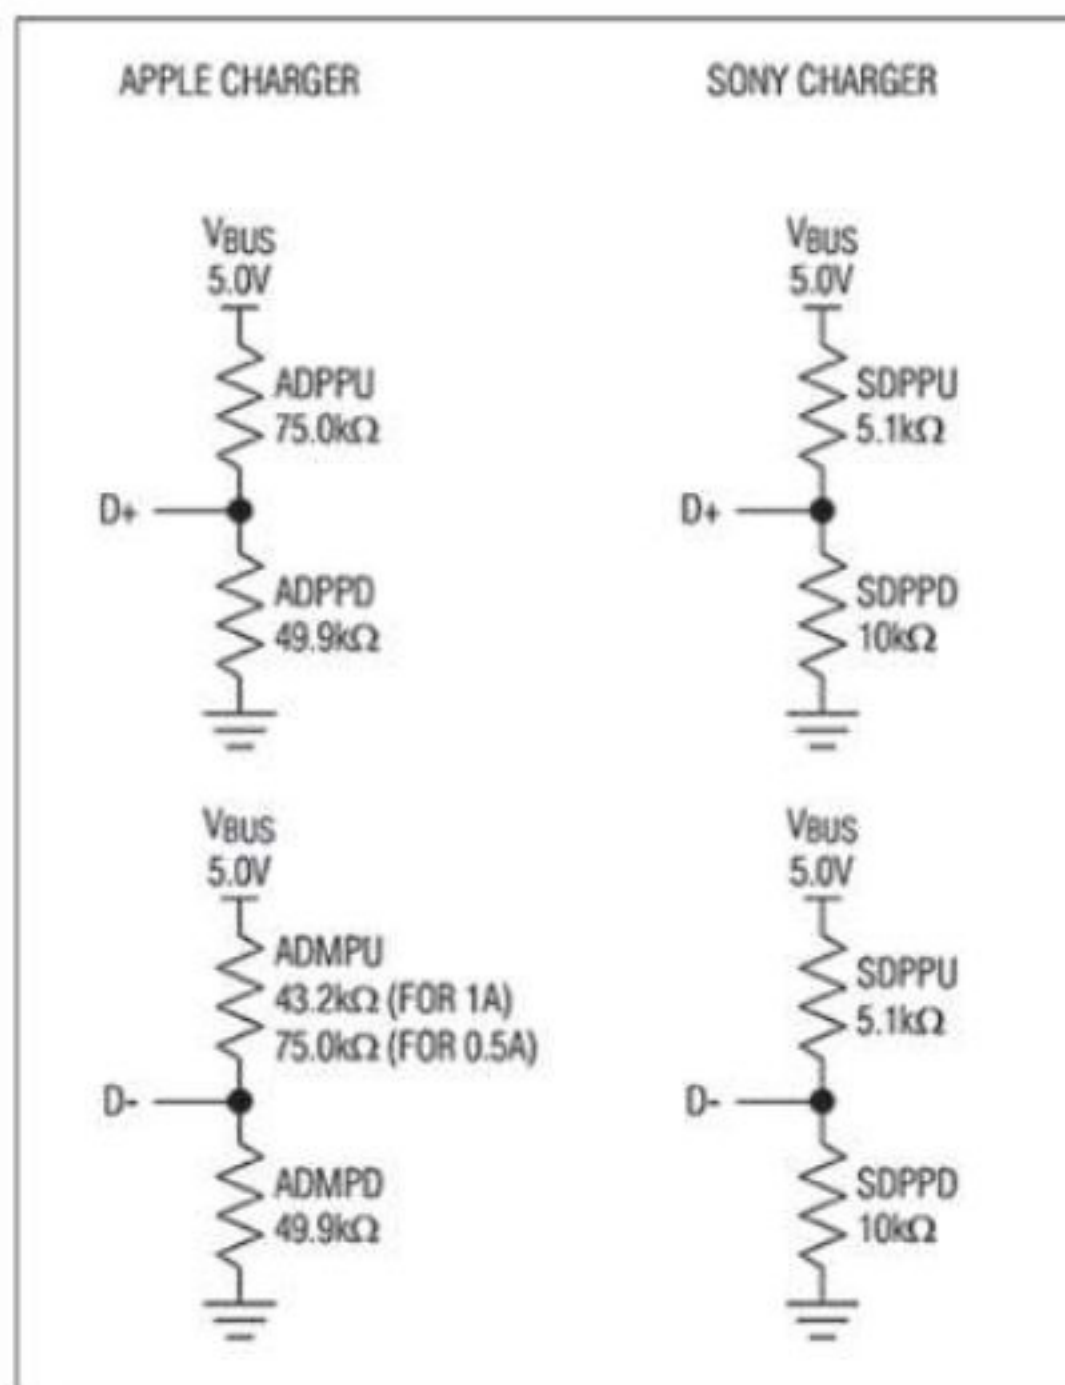 APPLE CHARGER
SONY CHARGER
VBUS
5.0V
ADPPU
75.0kΩ
D+
ADPPD
49.9kΩ
VBUS
5.0V
SDPPU
5.1kΩ
D+
SDPPD
10kΩ
VBUS
5.0V
ADMPU
43.2kΩ (FOR 1A)
75.0kΩ (FOR 0.5A)
D-
ADMPD
49.9kΩ
VBUS
5.0V
SDPPU
5.1kΩ
D-
SDPPD
10kΩ